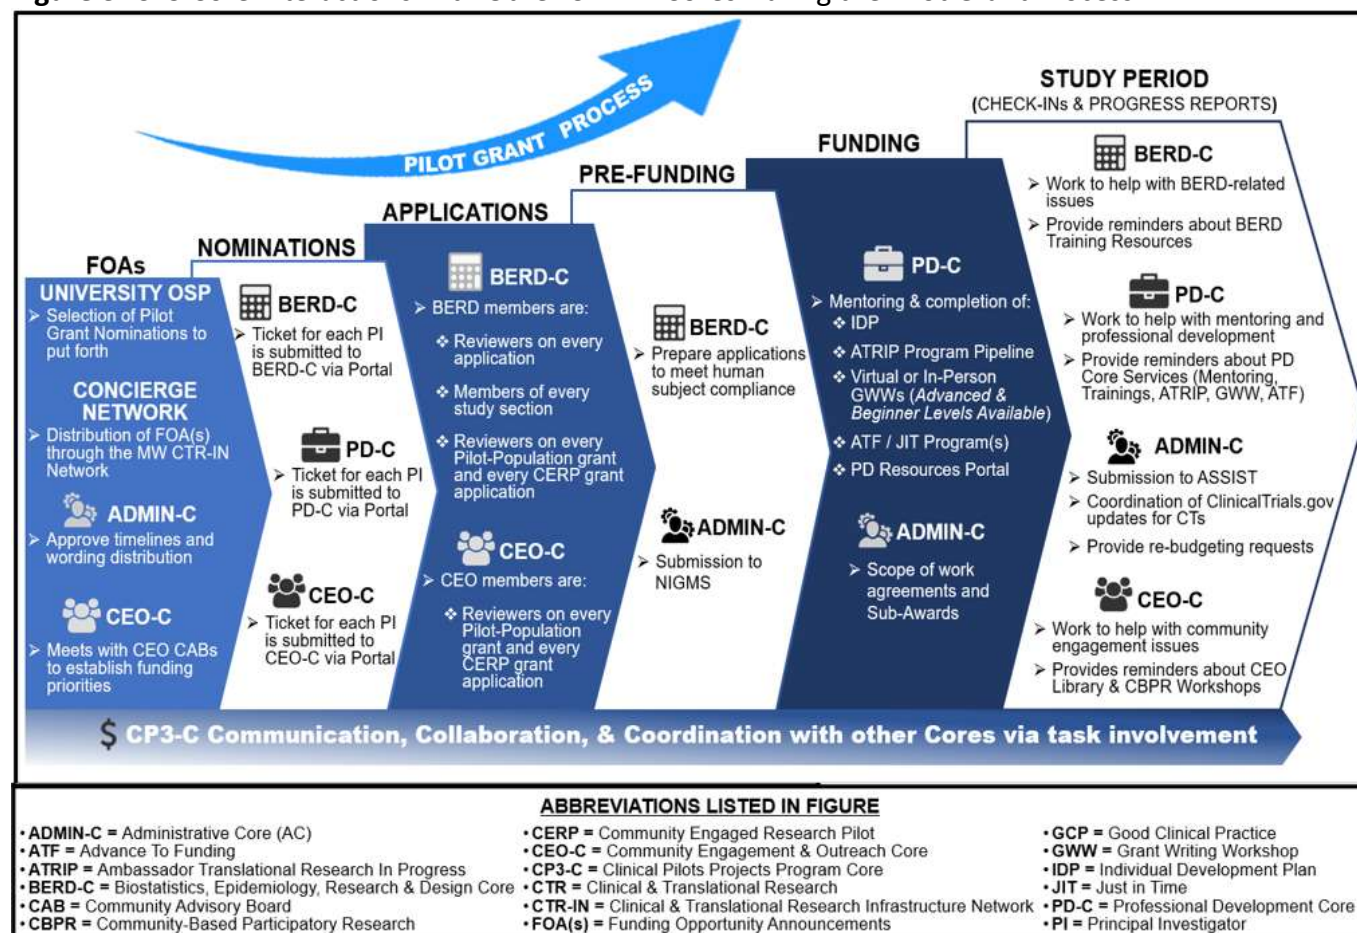 PILOT GRANT PROCESS
FOAs
UNIVERSITY OSP
➢ Selection of Pilot
Grant Nominations to
put forth
CONCIERGE
NETWORK
➢ Distribution of FOA(s)
through the MW CTR-IN
Network
ADMIN-C
➢ Approve timelines and
wording distribution
CEO-C
➢ Meets with CEO CABs
to establish funding
priorities
NOMINATIONS
BERD-C
➢ Ticket for each PI
is submitted to
BERD-C via Portal
PD-C
➢ Ticket for each PI
is submitted to
PD-C via Portal
CEO-C
➢ Ticket for each PI
is submitted to
CEO-C via Portal
APPLICATIONS
BERD-C
➢ BERD members are:
❖ Reviewers on every
application
❖ Members of every
study section
❖ Reviewers on every
Pilot-Population grant
and every CERP grant
application
CEO-C
➢ CEO members are:
❖ Reviewers on every
Pilot-Population
grant and every
CERP grant
application
PRE-FUNDING
BERD-C
➢ Prepare applications
to meet human
subject compliance
ADMIN-C
➢ Submission to
NIGMS
FUNDING
PD-C
➢ Mentoring & completion of:
❖ IDP
❖ ATRIP Program Pipeline
❖ Virtual or In-Person
GWWs (Advanced &
Beginner Levels Available)
❖ ATF / JIT Program(s)
❖ PD Resources Portal
ADMIN-C
➢ Scope of work
agreements and
Sub-Awards
STUDY PERIOD
(CHECK-INs & PROGRESS REPORTS)
BERD-C
➢ Work to help with BERD-related
issues
➢ Provide reminders about BERD
Training Resources
PD-C
➢ Work to help with mentoring and
professional development
➢ Provide reminders about PD
Core Services (Mentoring,
Trainings, ATRIP, GWW, ATF)
ADMIN-C
➢ Submission to ASSIST
➢ Coordination of ClinicalTrials.gov
updates for CTs
➢ Provide re-budgeting requests
CEO-C
➢ Work to help with community
engagement issues
➢ Provides reminders about CEO
Library & CBPR Workshops
$ CP3-C Communication, Collaboration, & Coordination with other Cores via task involvement
ABBREVIATIONS LISTED IN FIGURE
• ADMIN-C = Administrative Core (AC)
• ATF = Advance To Funding
• ATRIP = Ambassador Translational Research In Progress
• BERD-C = Biostatistics, Epidemiology, Research & Design Core
• CAB = Community Advisory Board
• CBPR = Community-Based Participatory Research
• CERP = Community Engaged Research Pilot
• CEO-C = Community Engagement & Outreach Core
• CP3-C = Clinical Pilots Projects Program Core
• CTR = Clinical & Translational Research
• CTR-IN = Clinical & Translational Research Infrastructure Network
• FOA(s) = Funding Opportunity Announcements
• GCP = Good Clinical Practice
• GWW = Grant Writing Workshop
• IDP = Individual Development Plan
• JIT = Just in Time
• PD-C = Professional Development Core
• PI = Principal Investigator